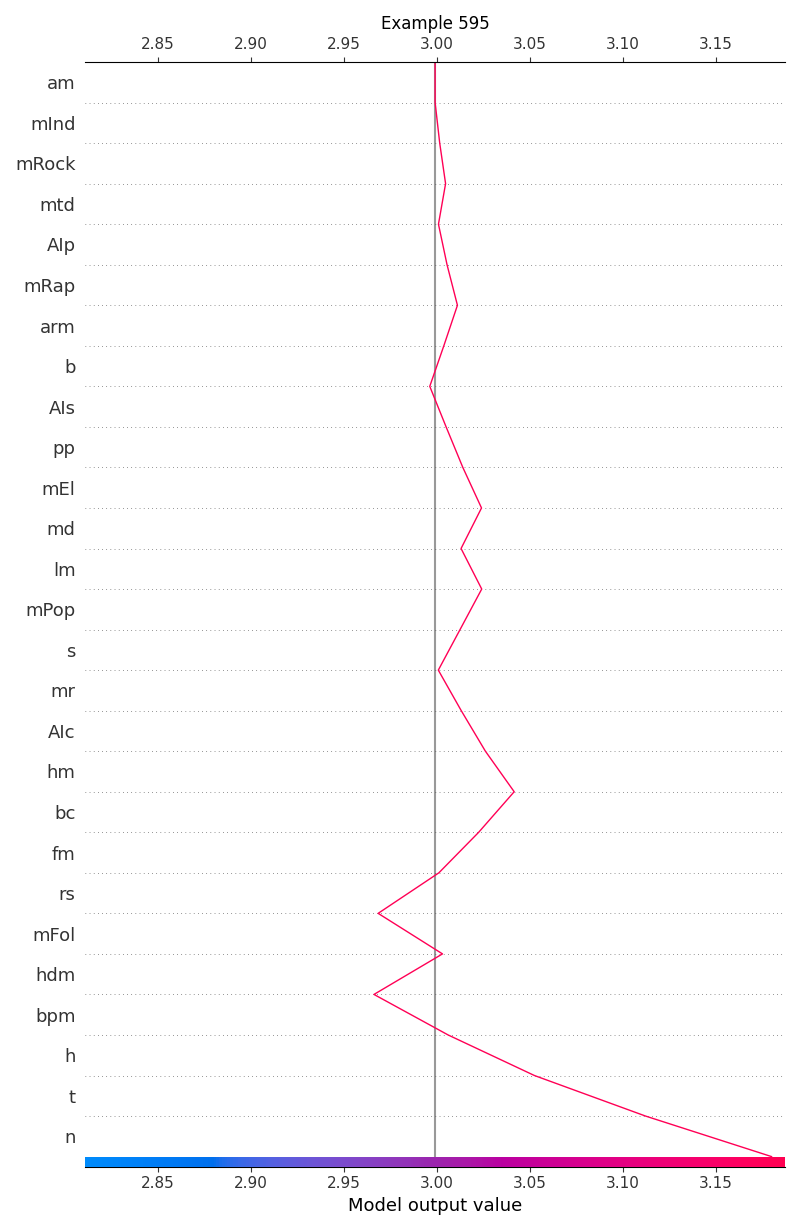 Example 595
2.85 2.90 2.95 3.00 3.05 3.10 3.15
am
mInd
mRock
mtd
AIp
mRap
arm
b
AIs
pp
mEl
md
lm
mPop
s
mr
AIc
hm
bc
fm
rs
mFol
hdm
bpm
h
t
n
2.85 2.90 2.95 3.00 3.05 3.10 3.15
Model output value